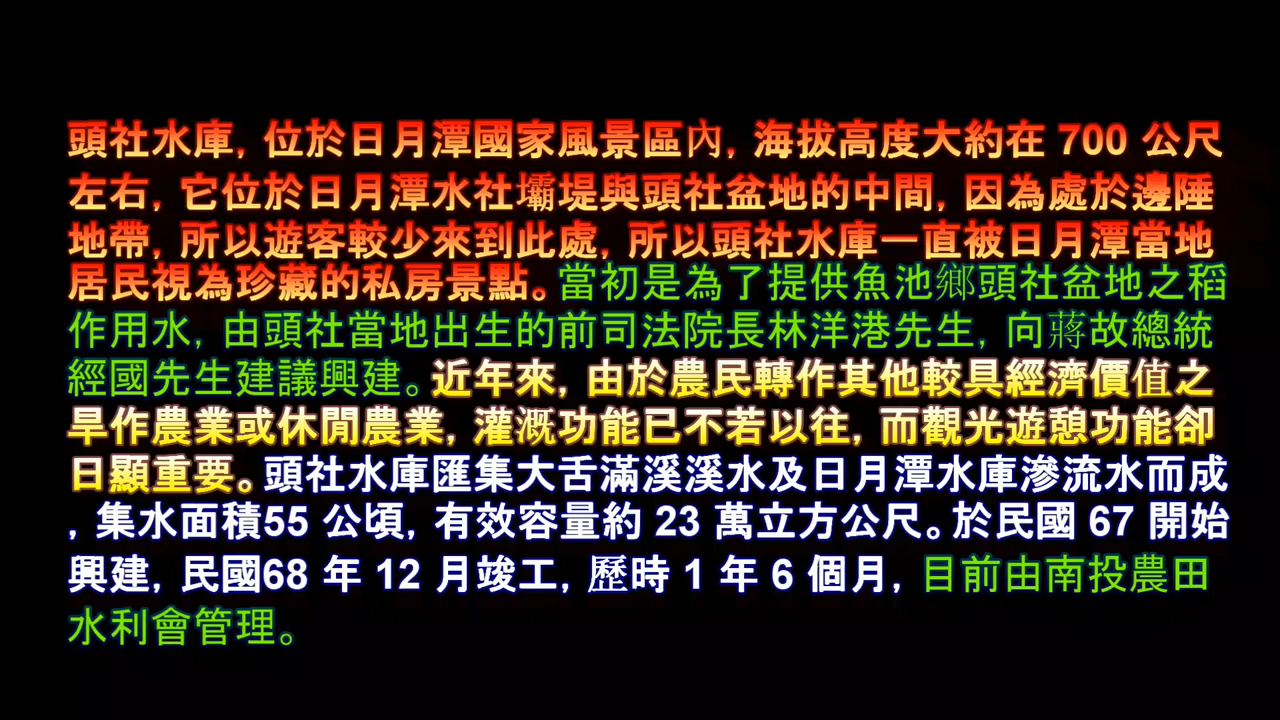 頭社水庫, 位於日月潭國家風景區內, 海拔高度大約在 700 公尺
左右, 它位於日月潭水社壩堤與頭社盆地的中間, 因為處於邊陲
地帶, 所以遊客較少來到此處, 所以頭社水庫一直被日月潭當地
居民視為珍藏的私房景點。當初是為了提供魚池鄉頭社盆地之稻
作用水, 由頭社當地出生的前司法院長林洋港先生, 向蔣故總統
經國先生建議興建。近年來, 由於農民轉作其他較具經濟價值之
旱作農業或休閒農業, 灌溉功能已不若以往, 而觀光遊憩功能卻
日顯重要。頭社水庫匯集大舌滿溪溪水及日月潭水庫滲流水而成
, 集水面積55 公頃, 有效容量約 23 萬立方公尺。於民國 67 開始
興建, 民國68 年 12 月竣工, 歷時 1 年 6 個月, 目前由南投農田
水利會管理。